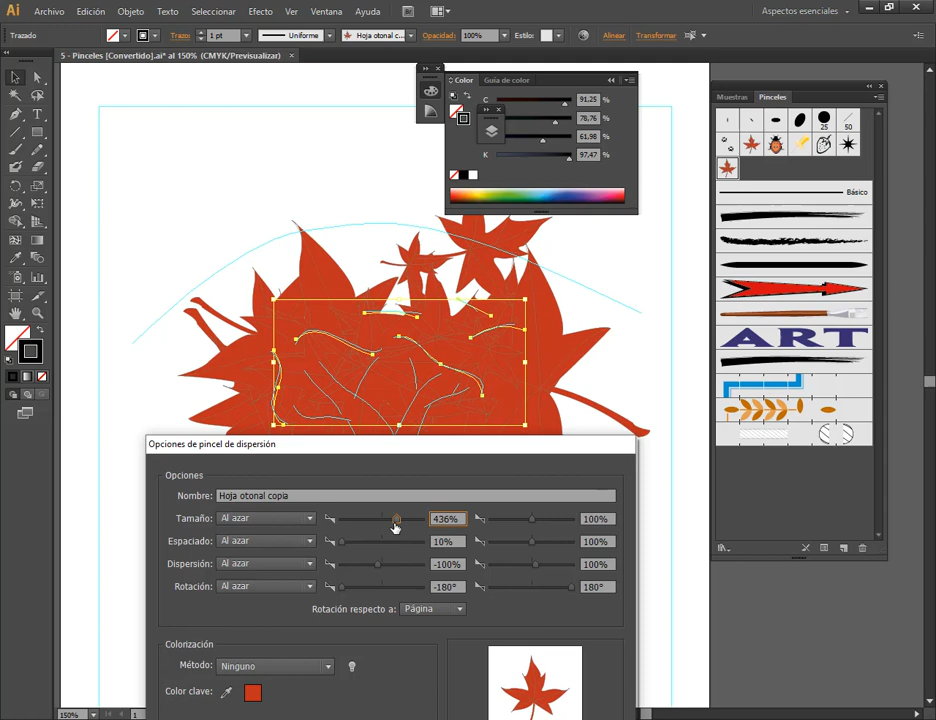 Ai Archivo Edición Objeto Texto Seleccionar Efecto Ver Ventana Ayuda Br Aspectos esenciales
Trazado Trazo: 1 pt Uniforme Hoja otonal c... Opacidad: 100% Estilo: Alinear Transformar
5 - Pinceles [Convertido].ai* al 150% (CMYK/Previsualizar)
Color Guía de color
C 91,25 %
78,76 %
61,98 %
K 97,47 %
Muestras Pinceles
25 50
Básico
ART
Opciones de pincel de dispersión
Opciones
Nombre: Hoja otonal copia
Tamaño: Al azar 436% 100%
Espaciado: Al azar 10% 100%
Dispersión: Al azar -100% 100%
Rotación: Al azar -180° 180°
Rotación respecto a: Página
Colorización
Método: Ninguno
Color clave:
150% 1